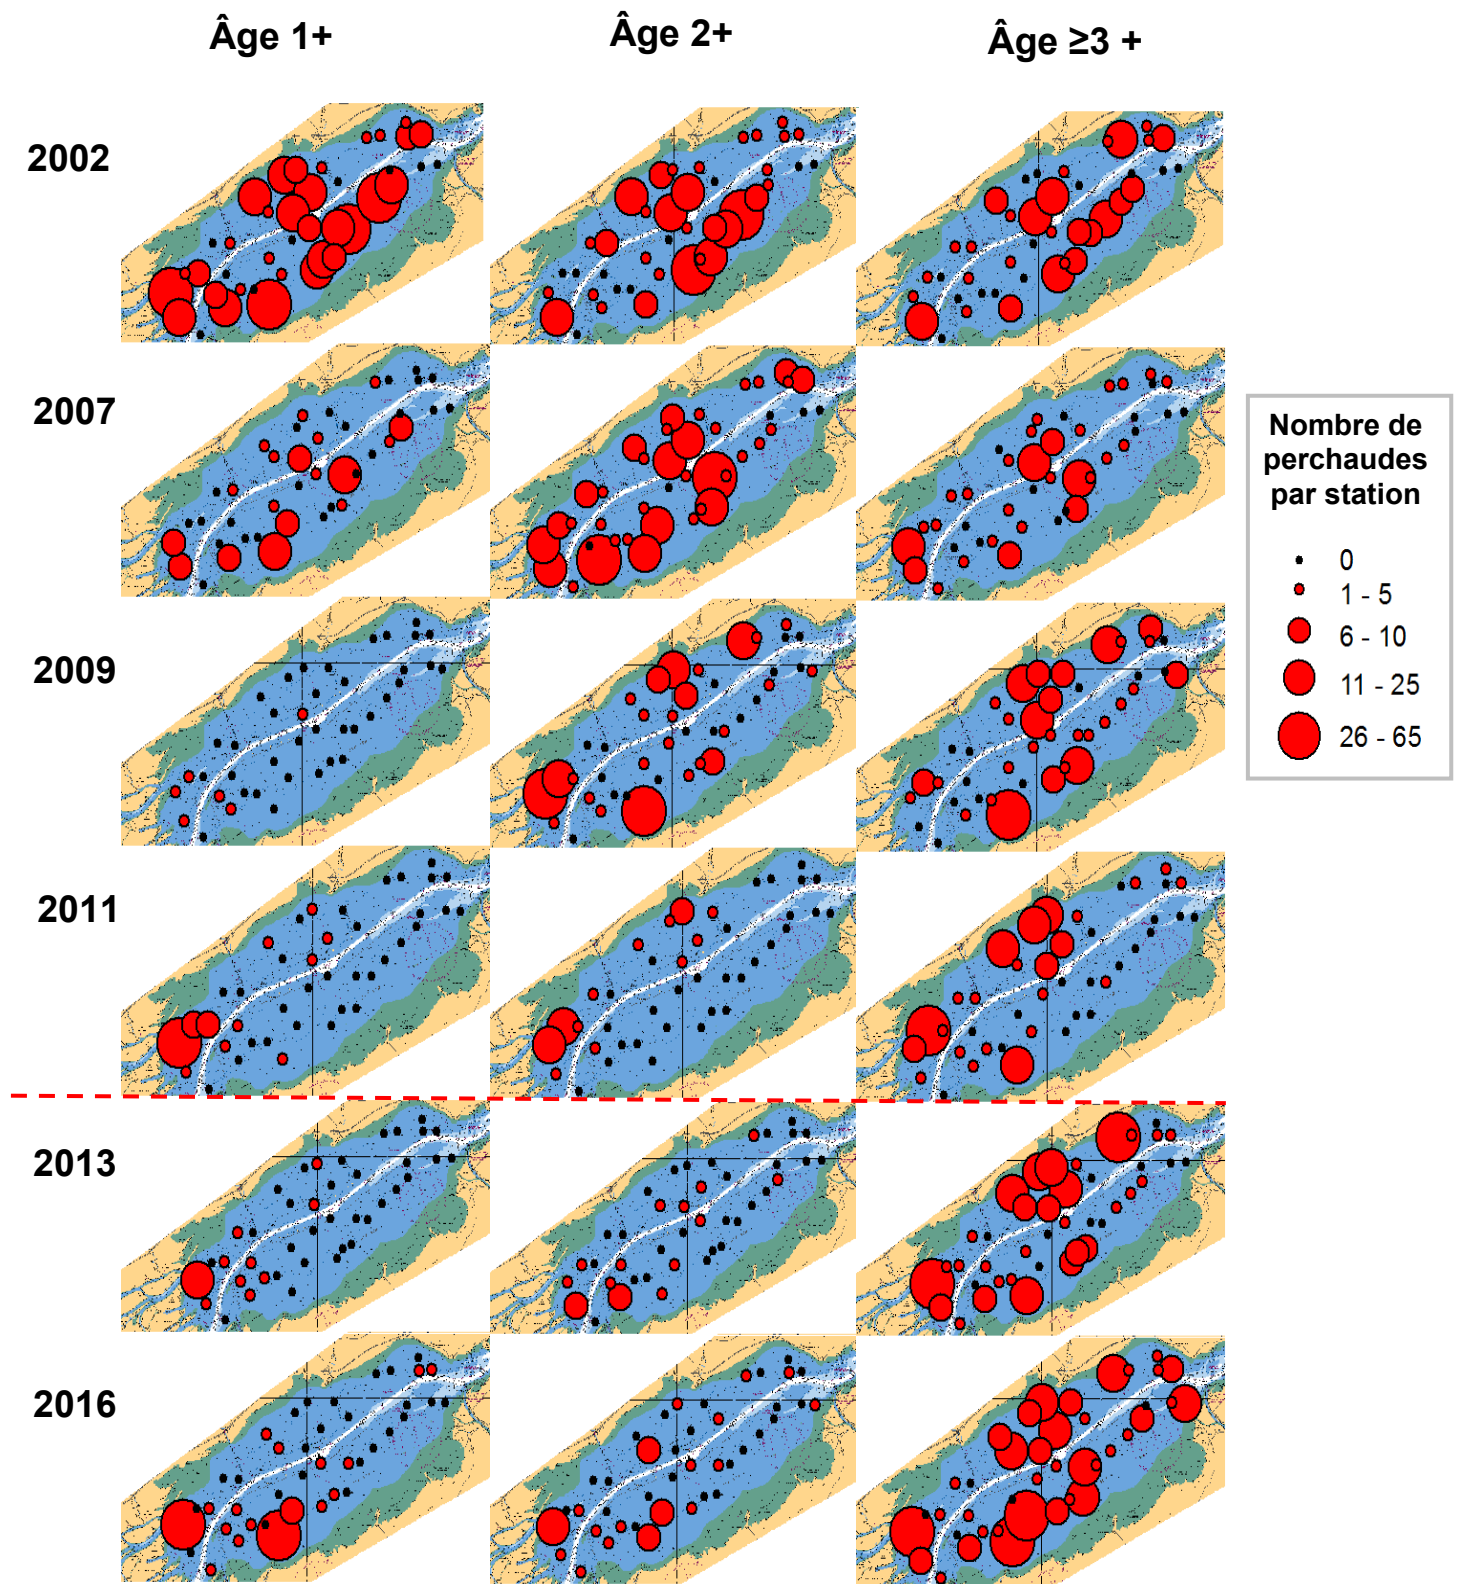 Âge 1+
Âge 2+
Âge ≥3 +
2002
2007
2009
2011
2013
2016
Nombre de
perchaudes
par station
0
1 - 5
6 - 10
11 - 25
26 - 65